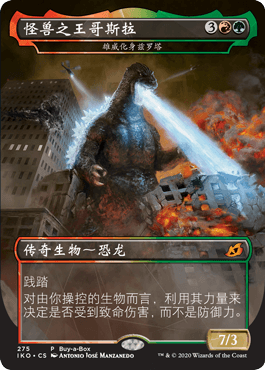 怪兽之王哥斯拉 3
雄威化身兹罗塔
传奇生物～恐龙
践踏
对由你操控的生物而言，利用其力量来
决定是否受到致命伤害，而不是防御力。
7/3
275 P Buy-a-Box
IKO • CS Antonio José Manzanedo
™ & © 2020 Wizards of the Coast